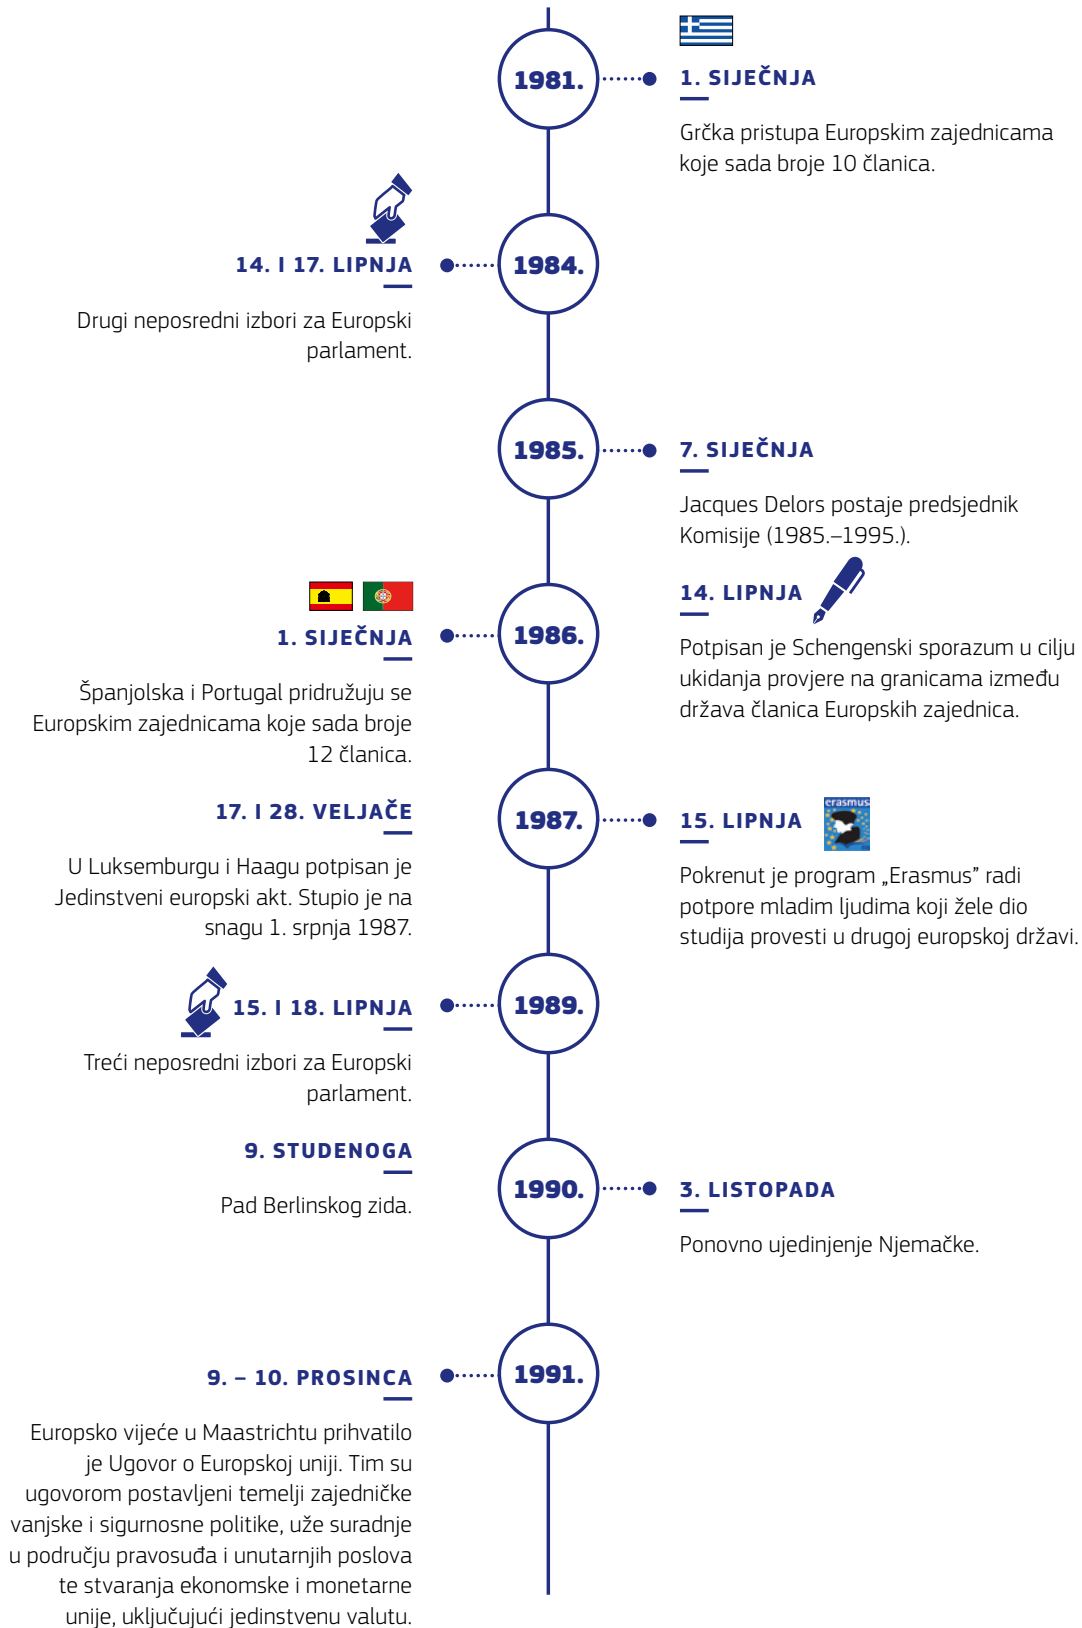 1981.
1. SIJEČNJA
Grčka pristupa Europskim zajednicama
koje sada broje 10 članica.
1984.
14. I 17. LIPNJA
Drugi neposredni izbori za Europski
parlament.
1985.
7. SIJEČNJA
Jacques Delors postaje predsjednik
Komisije (1985.–1995.).
14. LIPNJA
Potpisan je Schengenski sporazum u cilju
ukidanja provjere na granicama između
država članica Europskih zajednica.
1986.
1. SIJEČNJA
Španjolska i Portugal pridružuju se
Europskim zajednicama koje sada broje
12 članica.
17. I 28. VELJAČE
U Luksemburgu i Haagu potpisan je
Jedinstveni europski akt. Stupio je na
snagu 1. srpnja 1987.
1987.
15. LIPNJA
erasmus
Pokrenut je program „Erasmus” radi
potpore mladim ljudima koji žele dio
studija provesti u drugoj europskoj državi.
1989.
15. I 18. LIPNJA
Treći neposredni izbori za Europski
parlament.
9. STUDENOGA
Pad Berlinskog zida.
1990.
3. LISTOPADA
Ponovno ujedinjenje Njemačke.
1991.
9. – 10. PROSINCA
Europsko vijeće u Maastrichtu prihvatilo
je Ugovor o Europskoj uniji. Tim su
ugovorom postavljeni temelji zajedničke
vanjske i sigurnosne politike, uže suradnje
u području pravosuđa i unutarnjih poslova
te stvaranja ekonomske i monetarne
unije, uključujući jedinstvenu valutu.